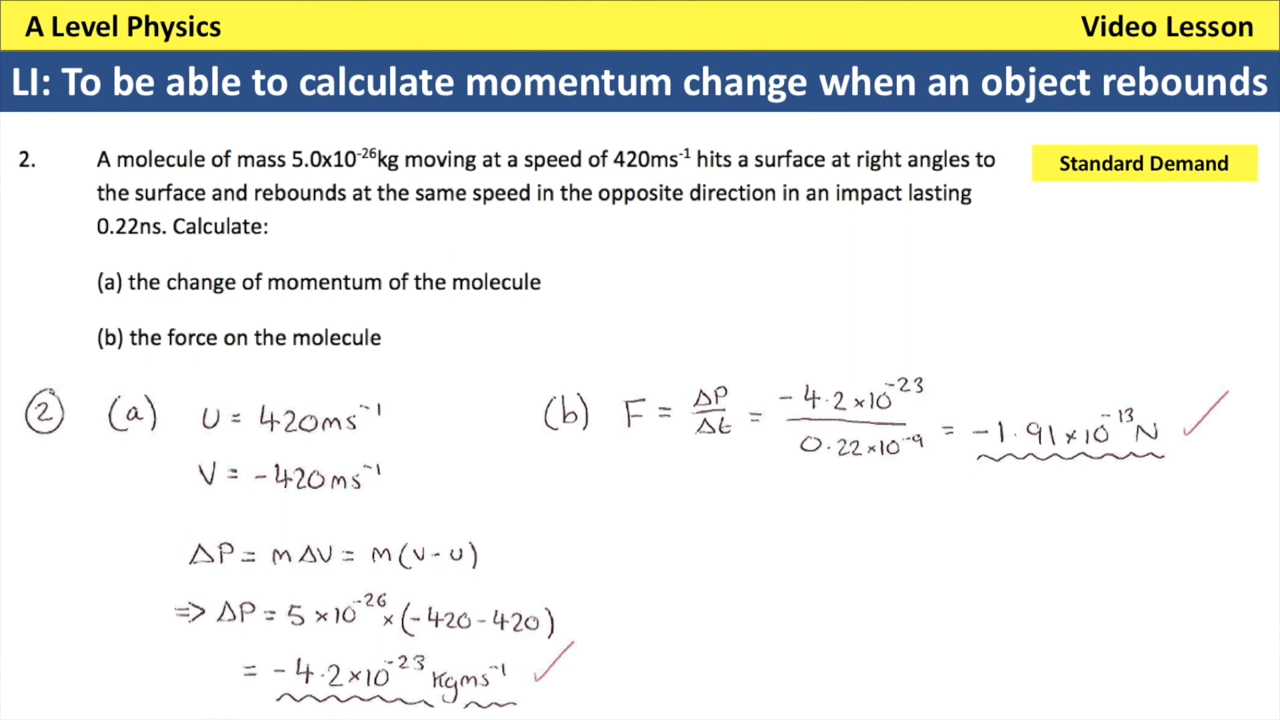 A Level Physics
Video Lesson
LI: To be able to calculate momentum change when an object rebounds
2. A molecule of mass 5.0x10⁻²⁶kg moving at a speed of 420ms⁻¹ hits a surface at right angles to
the surface and rebounds at the same speed in the opposite direction in an impact lasting
0.22ns. Calculate:
Standard Demand
(a) the change of momentum of the molecule
(b) the force on the molecule
② (a) U = 420ms⁻¹
V = -420ms⁻¹
ΔP = mΔV = m(V-U)
=> ΔP = 5×10⁻²⁶×(-420-420)
= -4.2×10⁻²³ Kgms⁻¹ ✓
(b) F = ΔP/Δt = -4.2×10⁻²³/0.22×10⁻⁹ = -1.91×10⁻¹³N ✓